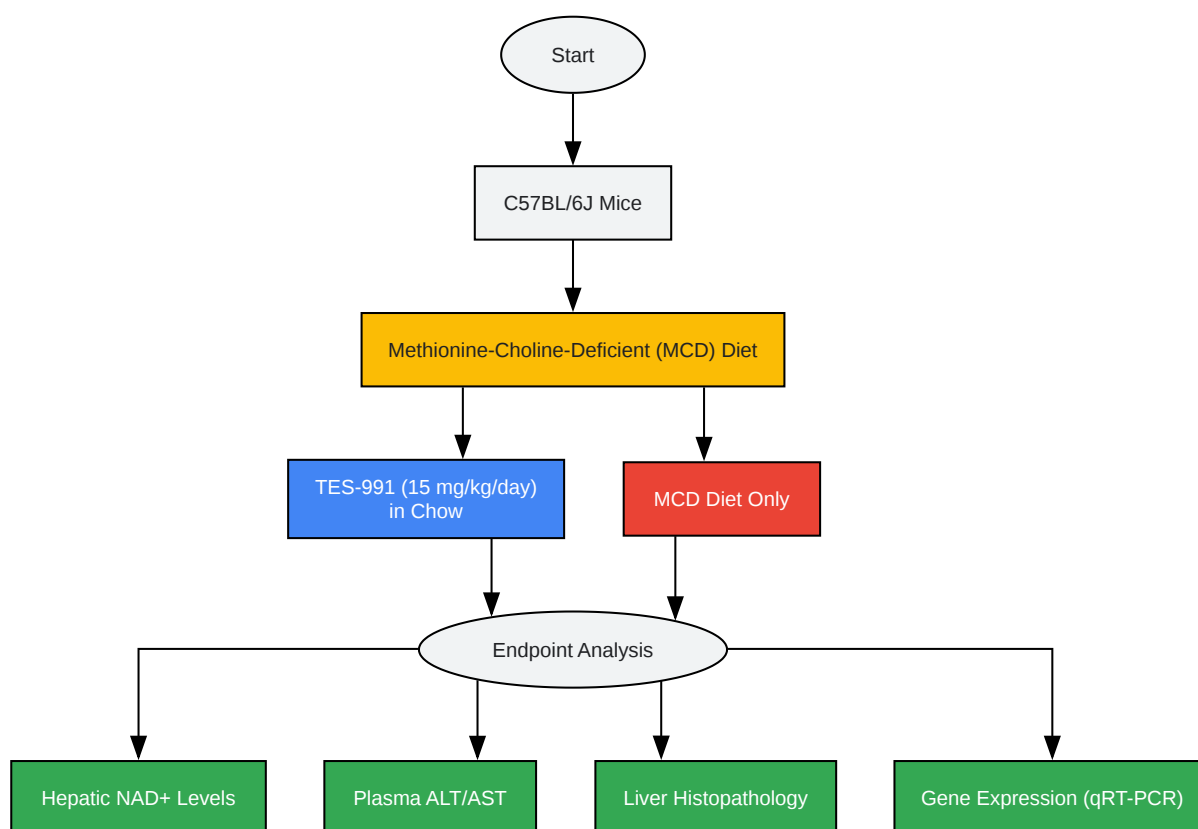 Start
C57BL/6J Mice
Methionine-Choline-Deficient (MCD) Diet
TES-991 (15 mg/kg/day)
in Chow
MCD Diet Only
Endpoint Analysis
Hepatic NAD+ Levels
Plasma ALT/AST
Liver Histopathology
Gene Expression (qRT-PCR)